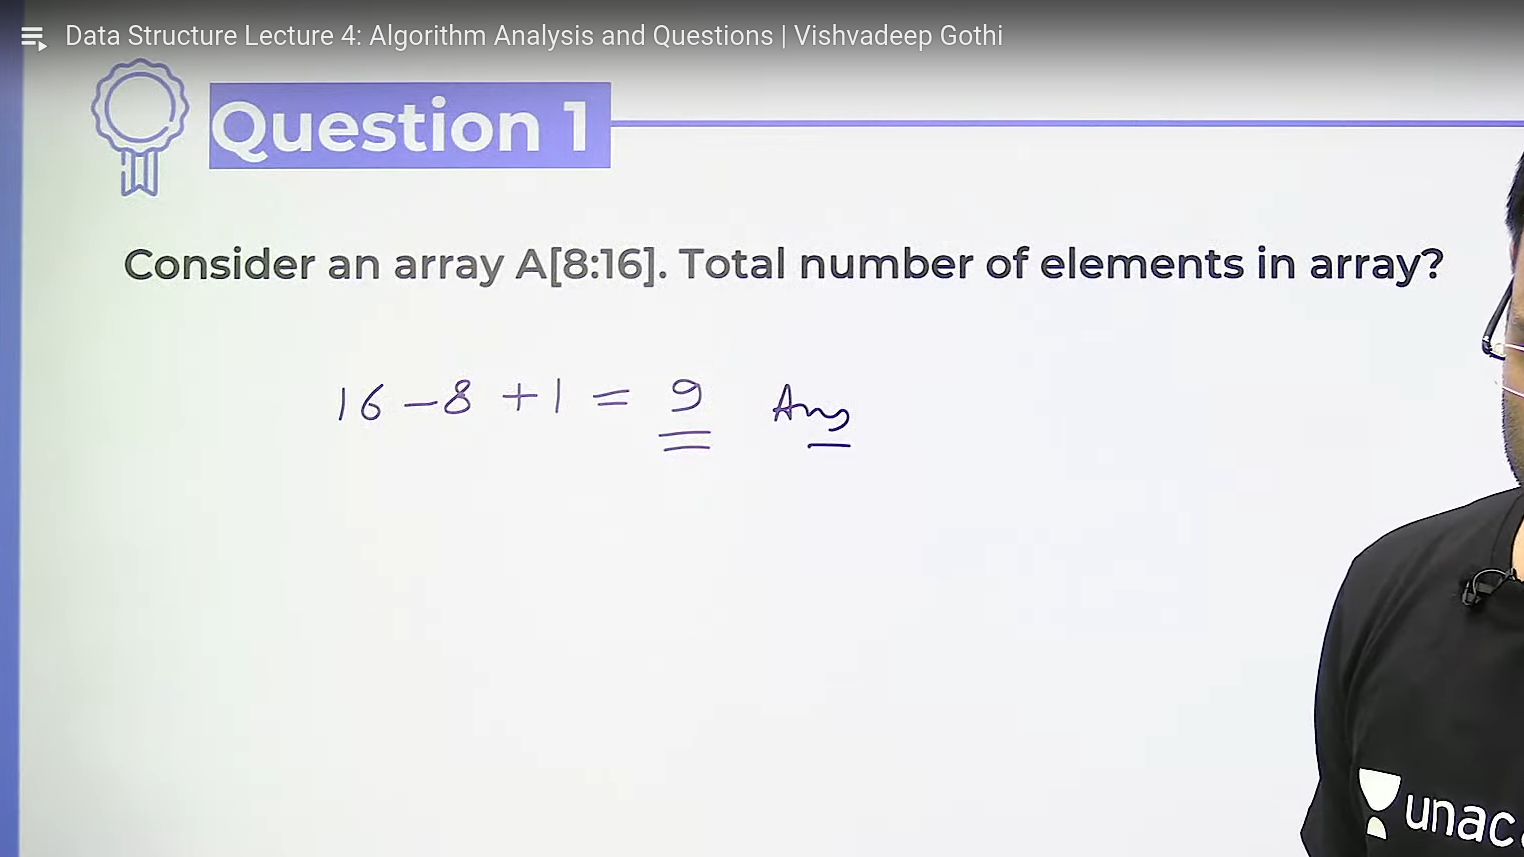 Data Structure Lecture 4: Algorithm Analysis and Questions | Vishvadeep Gothi
Question 1
Consider an array A[8:16]. Total number of elements in array?
16 – 8 + 1 = 9 Ans